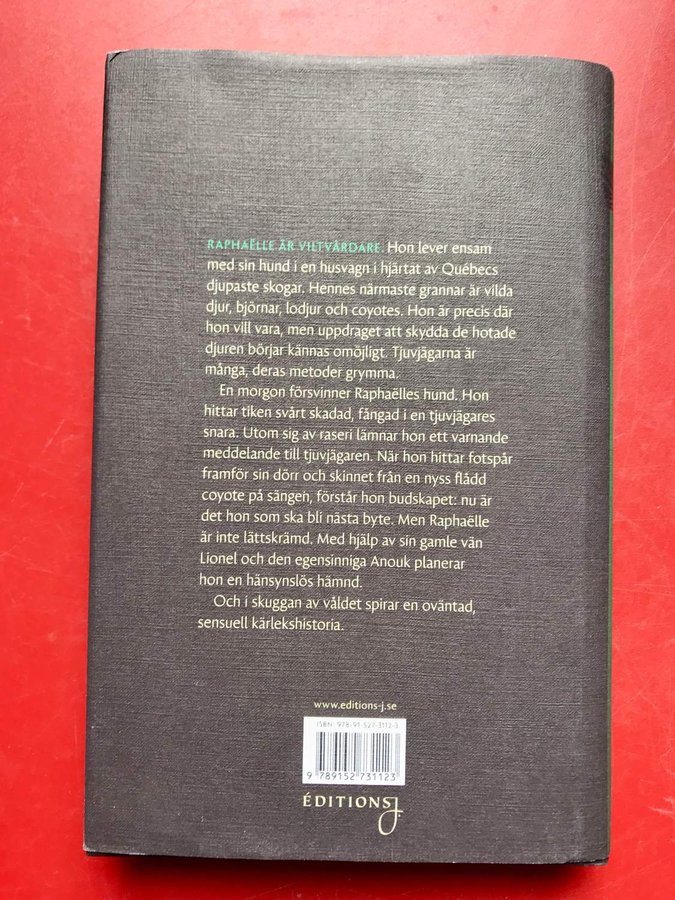 RAPHAËLLE ÄR VILTVÅRDARE. Hon lever ensam
med sin hund i en husvagn i hjärtat av Québecs
djupaste skogar. Hennes närmaste grannar är vilda
djur, björnar, lodjur och coyotes. Hon är precis där
hon vill vara, men uppdraget att skydda de hotade
djuren börjar kännas omöjligt. Tjuvjägarna är
många, deras metoder grymma.
En morgon försvinner Raphaëlles hund. Hon
hittar tiken svårt skadad, fångad i en tjuvjägares
snara. Utom sig av raseri lämnar hon ett varnande
meddelande till tjuvjägaren. När hon hittar fotspår
framför sin dörr och skinnet från en nyss flådd
coyote på sängen, förstår hon budskapet: nu är
det hon som ska bli nästa byte. Men Raphaëlle
är inte lättskrämd. Med hjälp av sin gamle vän
Lionel och den egensinniga Anouk planerar
hon en hänsynslös hämnd.
Och i skuggan av våldet spirar en oväntad,
sensuell kärlekshistoria.
www.editions-j.se
ISBN: 978-91-527-3112-3
9 789152 731123
ÉDITIONS J.